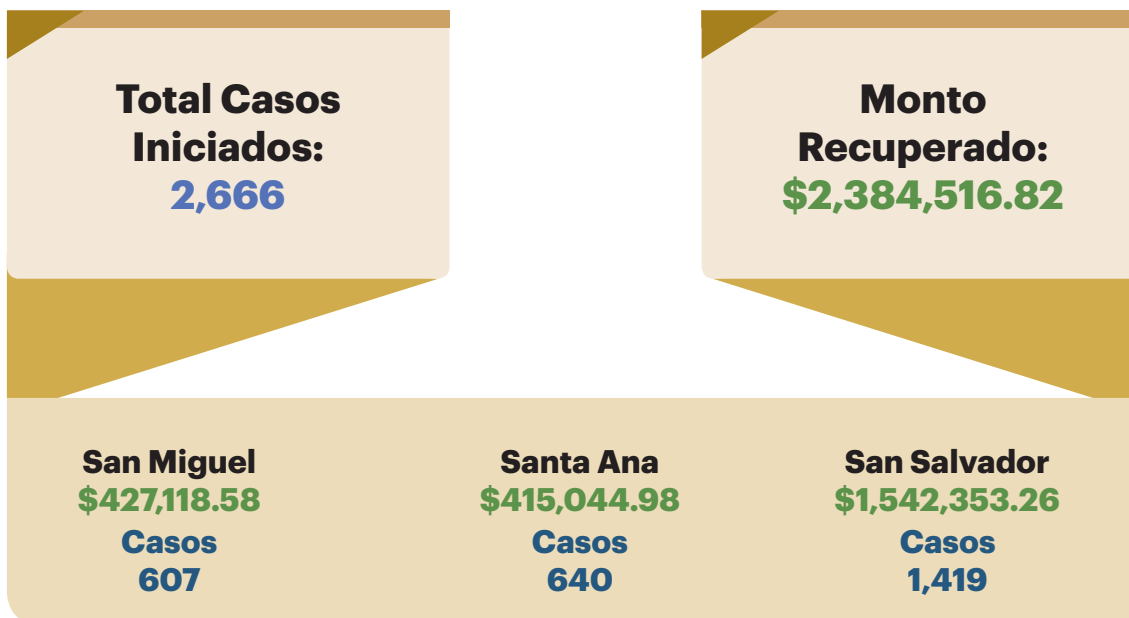 Total Casos
Iniciados:
2,666
Monto
Recuperado:
$2,384,516.82
San Miguel
$427,118.58
Casos
607
Santa Ana
$415,044.98
Casos
640
San Salvador
$1,542,353.26
Casos
1,419